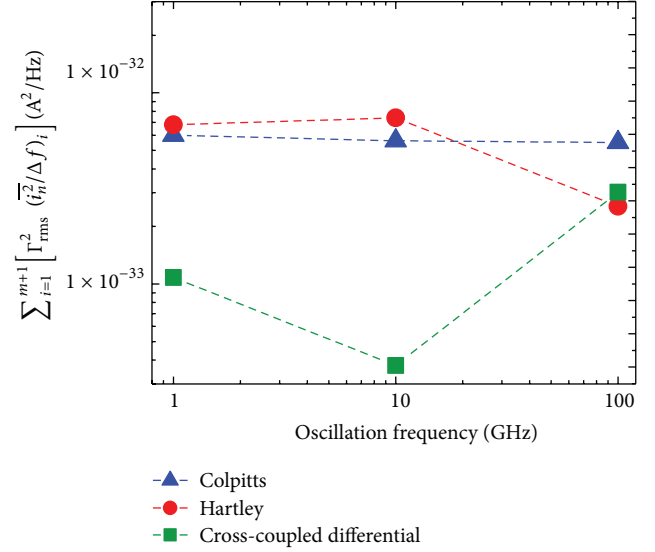 ∑ᵢ₌₁ᵐ⁺¹ [Γ²rms (i̅ₙ²̅/Δf)ᵢ] (A²/Hz)
1 × 10⁻³²
1 × 10⁻³³
1 10 100
Oscillation frequency (GHz)
Colpitts
Hartley
Cross-coupled differential